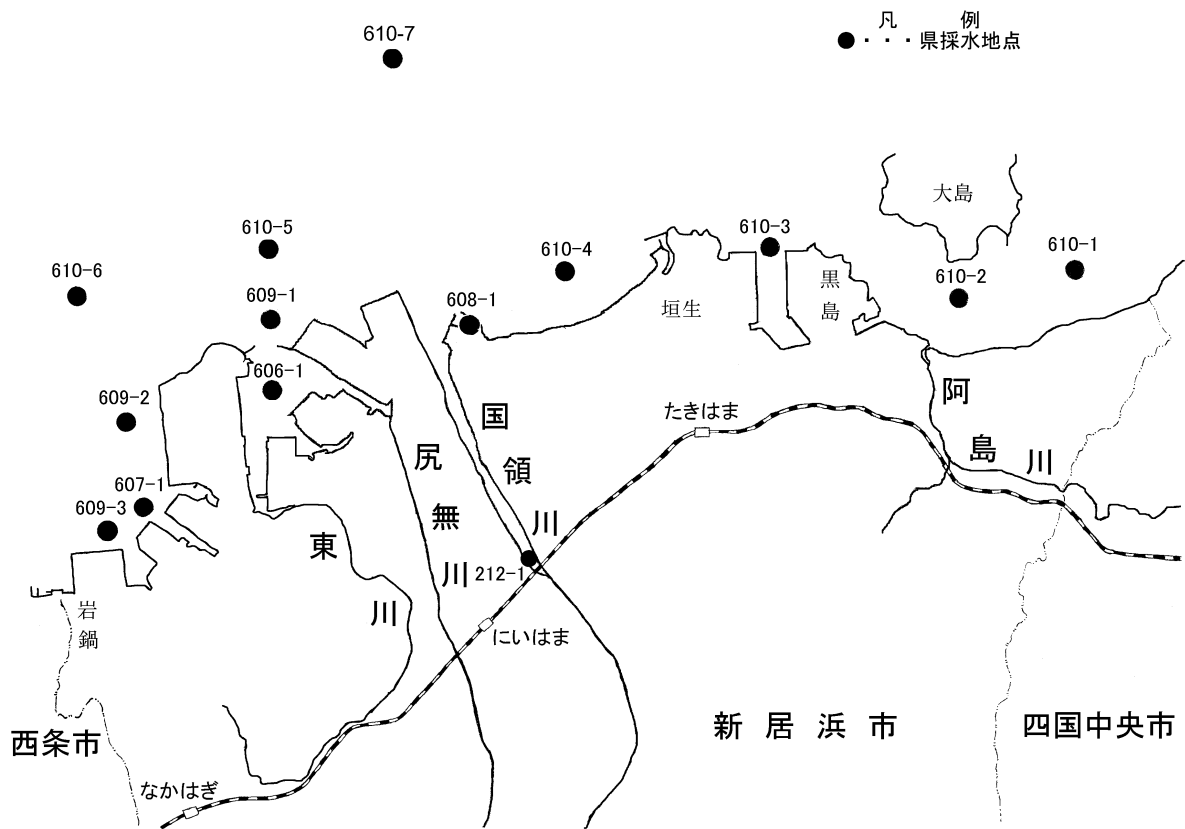 凡 例
●・・・県採水地点
610-7
大島
610-5
610-3
610-1
610-6
610-4
610-2
黒島
609-1
608-1
垣生
606-1
609-2
国領川
たきはま
阿島川
尻無川
607-1
609-3
東川
212-1
岩鍋
にいはま
西条市
新居浜市
四国中央市
なかはぎ